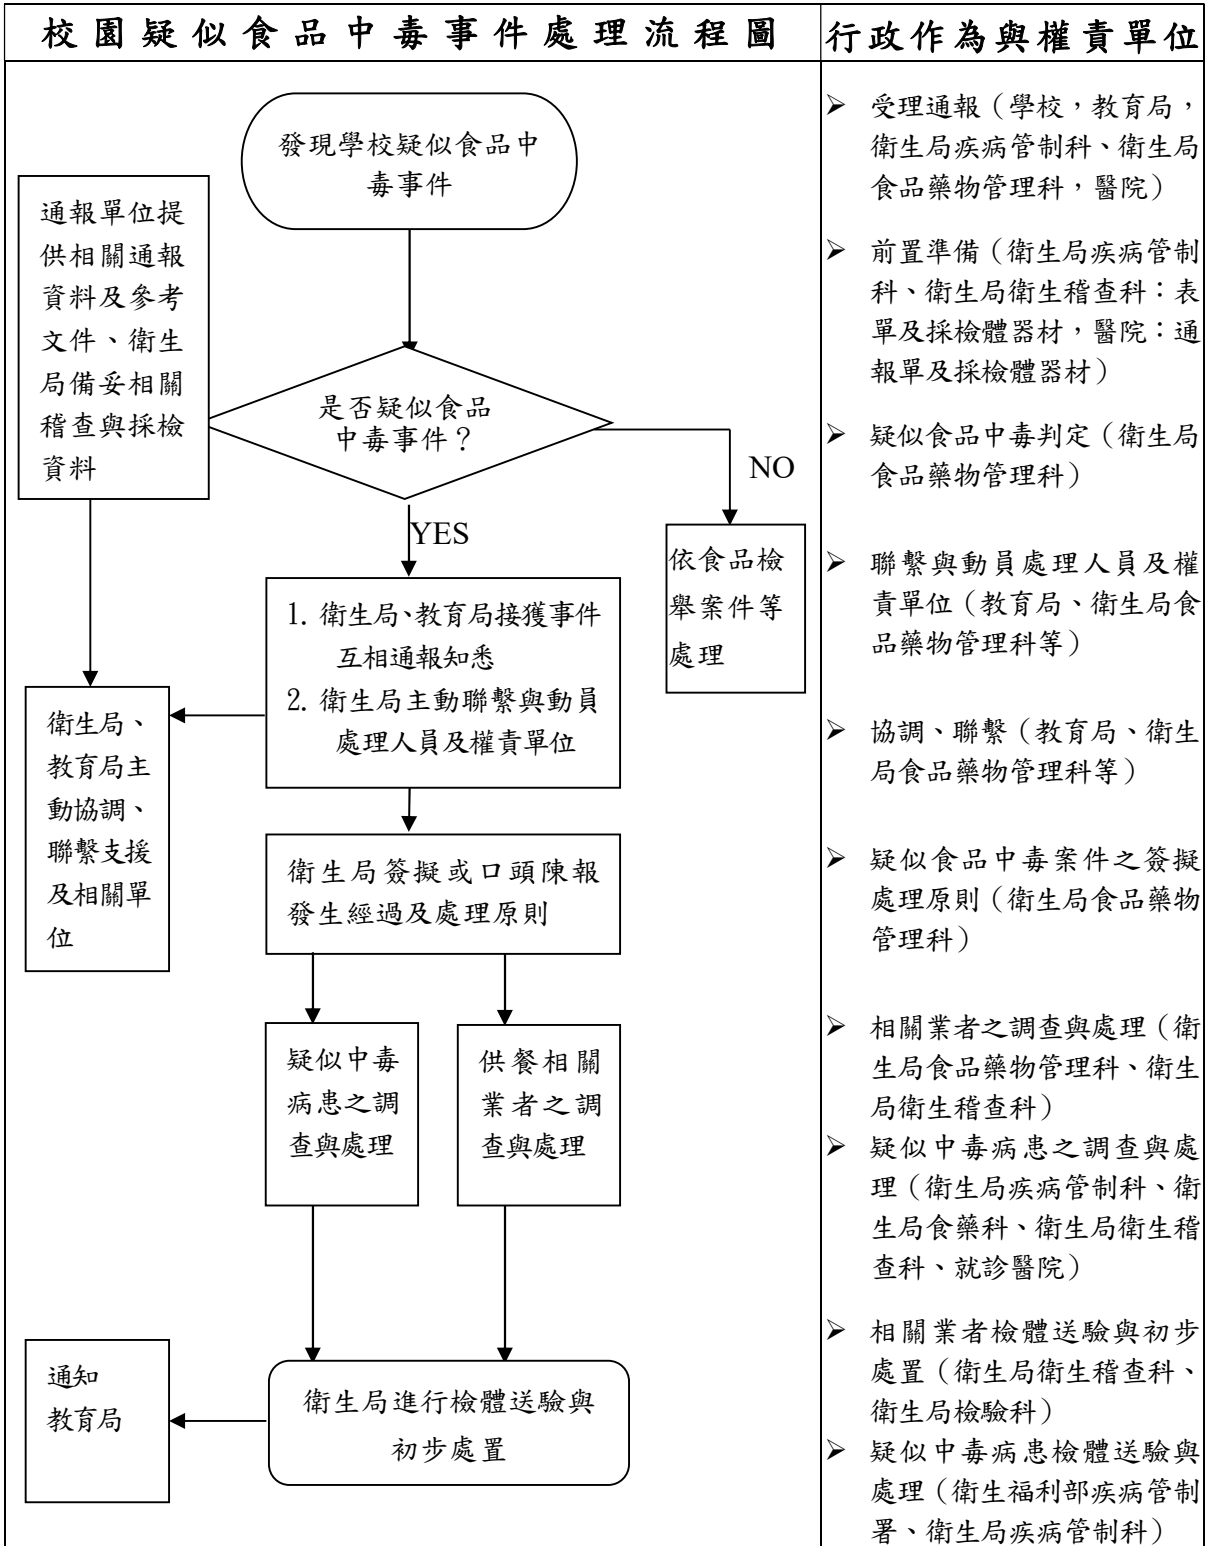 校園疑似食品中毒事件處理流程圖
發現學校疑似食品中
毒事件
通報單位提
供相關通報
資料及參考
文件、衛生
局備妥相關
稽查與採檢
資料
是否疑似食品
中毒事件？
NO
YES
依食品檢
舉案件等
處理
1. 衛生局、教育局接獲事件
互相通報知悉
2. 衛生局主動聯繫與動員
處理人員及權責單位
衛生局、
教育局主
動協調、
聯繫支援
及相關單
位
衛生局簽擬或口頭陳報
發生經過及處理原則
疑似中毒
病患之調
查與處理
供餐相關
業者之調
查與處理
衛生局進行檢體送驗與
初步處置
通知
教育局
行政作為與權責單位
➢ 受理通報（學校，教育局，
衛生局疾病管制科、衛生局
食品藥物管理科，醫院）
➢ 前置準備（衛生局疾病管制
科、衛生局衛生稽查科：表
單及採檢體器材，醫院：通
報單及採檢體器材）
➢ 疑似食品中毒判定（衛生局
食品藥物管理科）
➢ 聯繫與動員處理人員及權
責單位（教育局、衛生局食
品藥物管理科等）
➢ 協調、聯繫（教育局、衛生
局食品藥物管理科等）
➢ 疑似食品中毒案件之簽擬
處理原則（衛生局食品藥物
管理科）
➢ 相關業者之調查與處理（衛
生局食品藥物管理科、衛生
局衛生稽查科）
➢ 疑似中毒病患之調查與處
理（衛生局疾病管制科、衛
生局食藥科、衛生局衛生稽
查科、就診醫院）
➢ 相關業者檢體送驗與初步
處置（衛生局衛生稽查科、
衛生局檢驗科）
➢ 疑似中毒病患檢體送驗與
處理（衛生福利部疾病管制
署、衛生局疾病管制科）